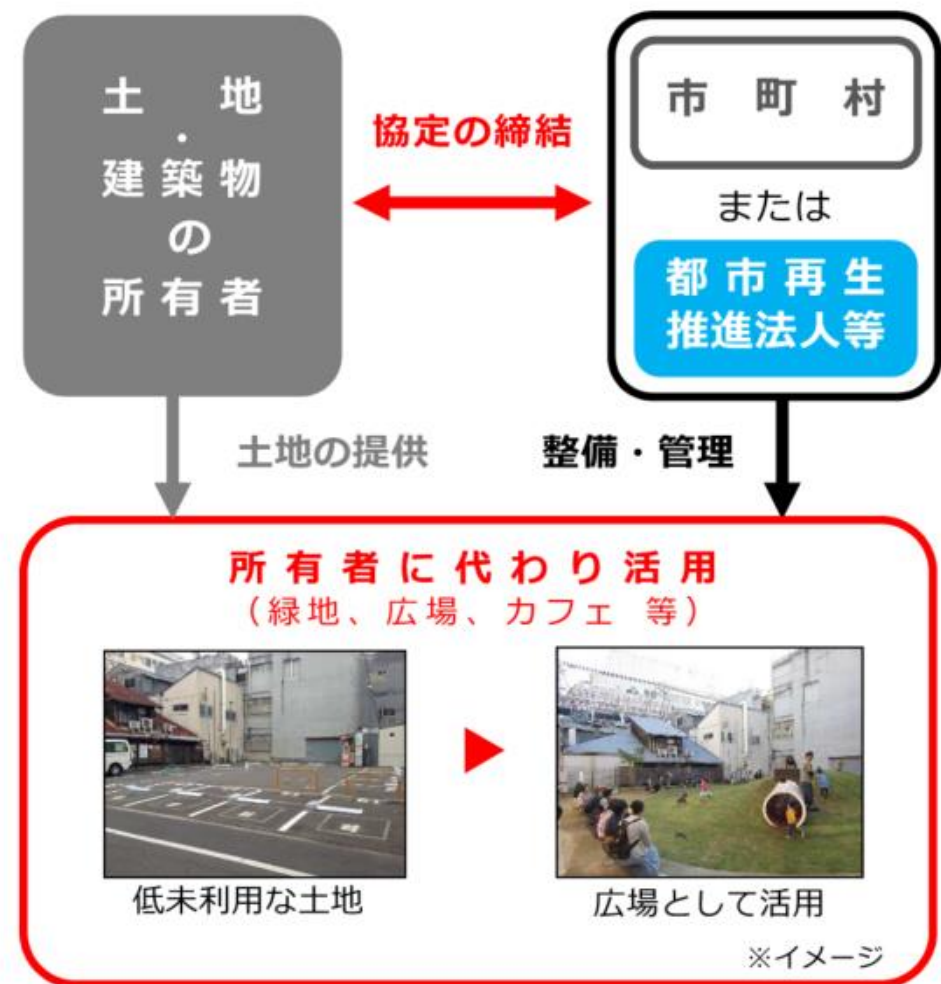 土地
・
建築物
の
所有者
協定の締結
市町村
または
都市再生
推進法人等
土地の提供
整備・管理
所有者に代わり活用
（緑地、広場、カフェ 等）
低未利用な土地
広場として活用
※イメージ